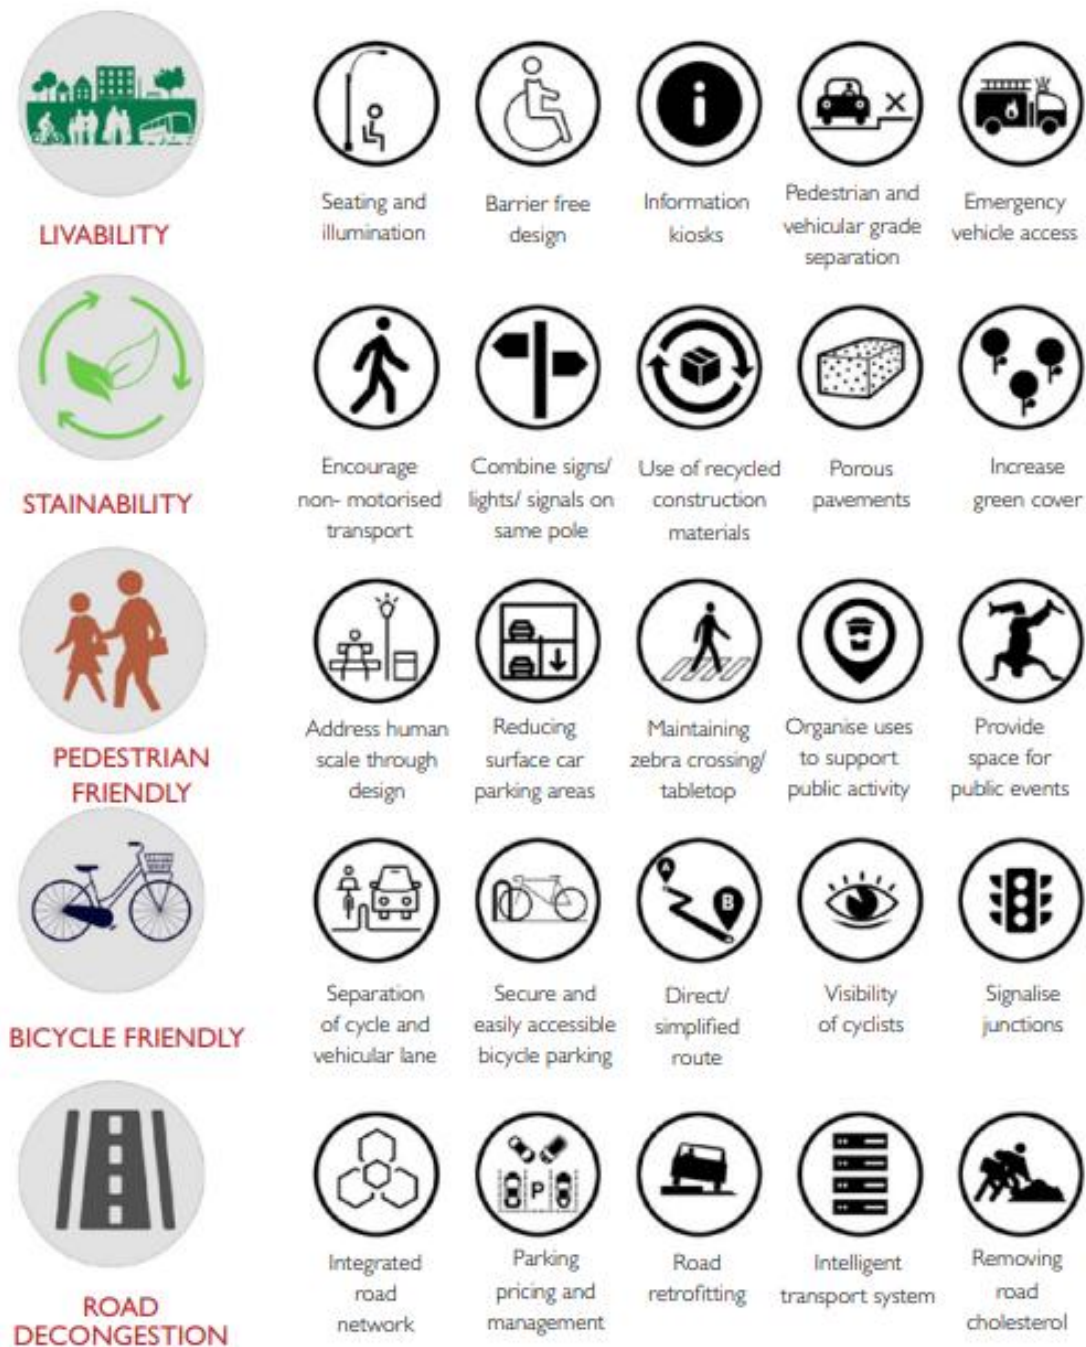 LIVABILITY
Seating and
illumination
Barrier free
design
Information
kiosks
Pedestrian and
vehicular grade
separation
Emergency
vehicle access
STAINABILITY
Encourage
non- motorised
transport
Combine signs/
lights/ signals on
same pole
Use of recycled
construction
materials
Porous
pavements
Increase
green cover
PEDESTRIAN
FRIENDLY
Address human
scale through
design
Reducing
surface car
parking areas
Maintaining
zebra crossing/
tabletop
Organise uses
to support
public activity
Provide
space for
public events
BICYCLE FRIENDLY
Separation
of cycle and
vehicular lane
Secure and
easily accessible
bicycle parking
A
B
Direct/
simplified
route
Visibility
of cyclists
Signalise
junctions
ROAD
DECONGESTION
Integrated
road
network
P
Parking
pricing and
management
Road
retrofitting
Intelligent
transport system
Removing
road
cholesterol